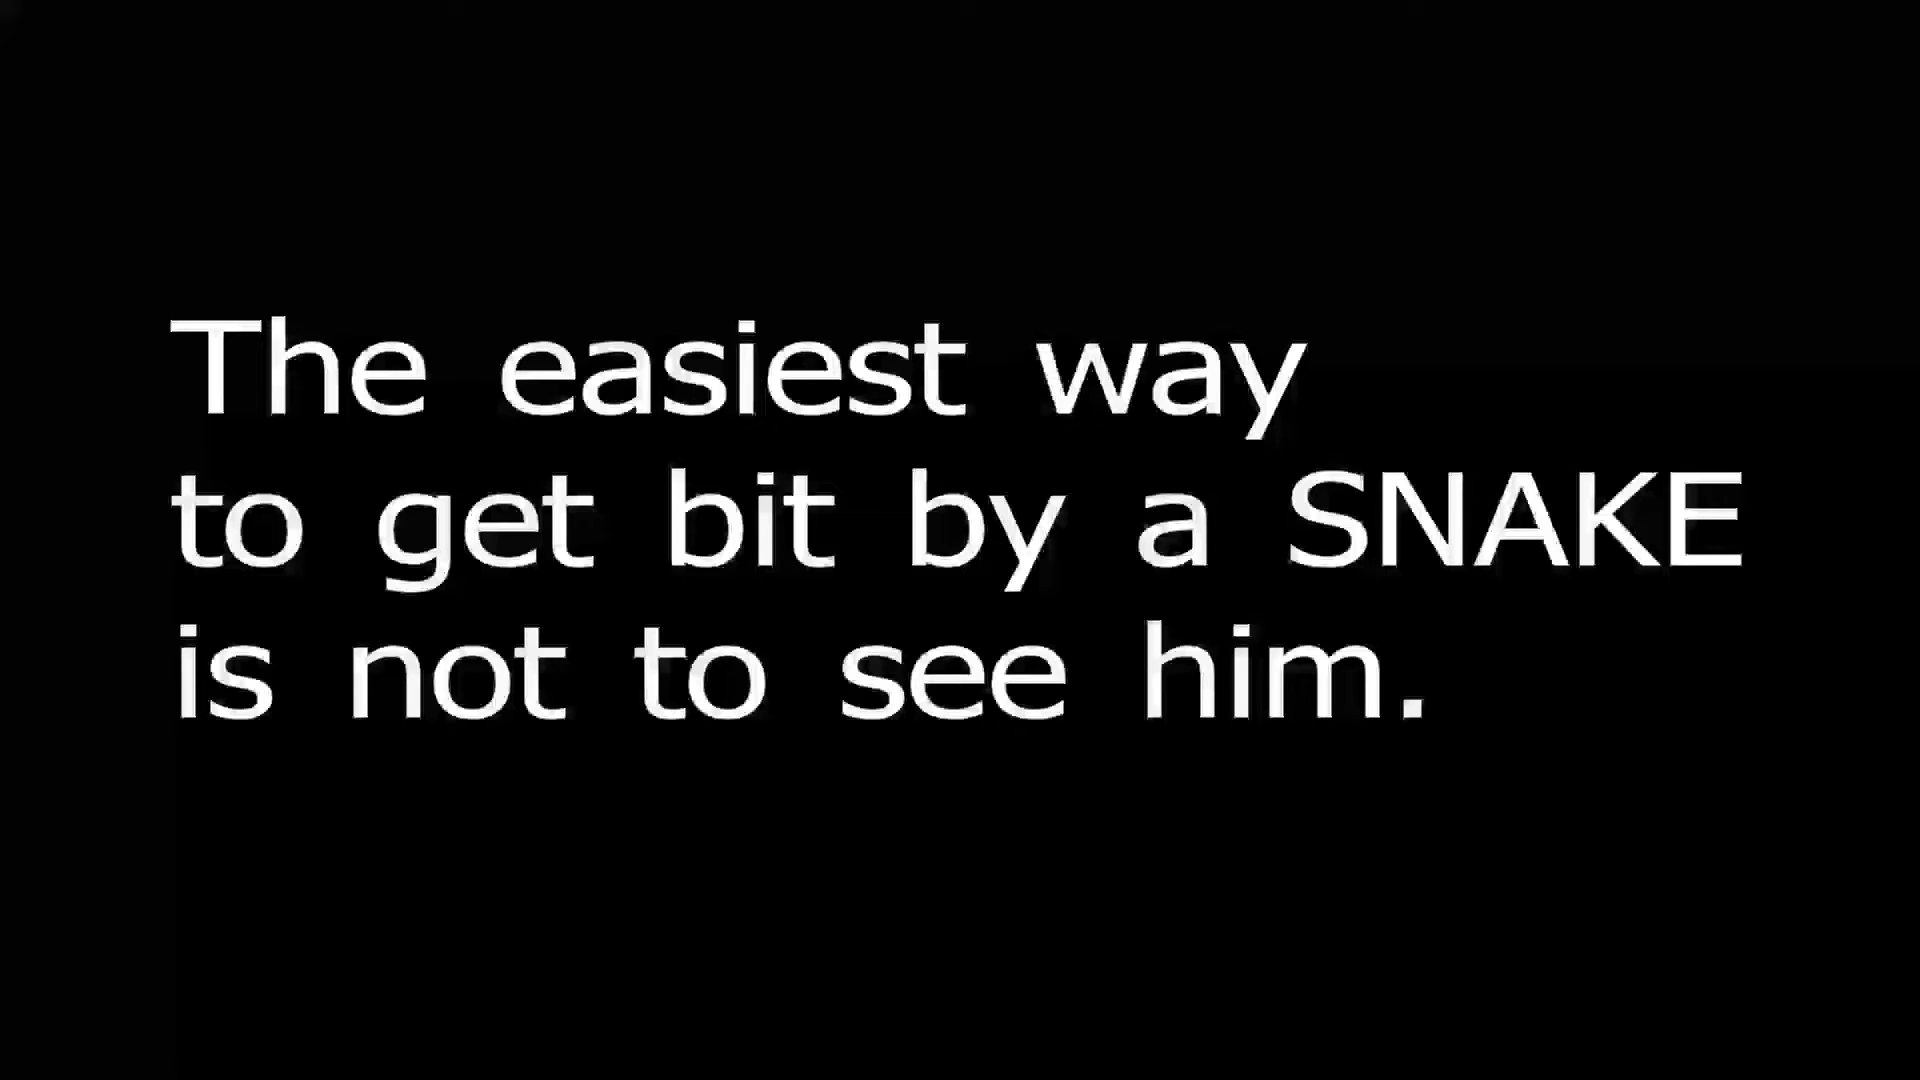 The easiest way
to get bit by a SNAKE
is not to see him.